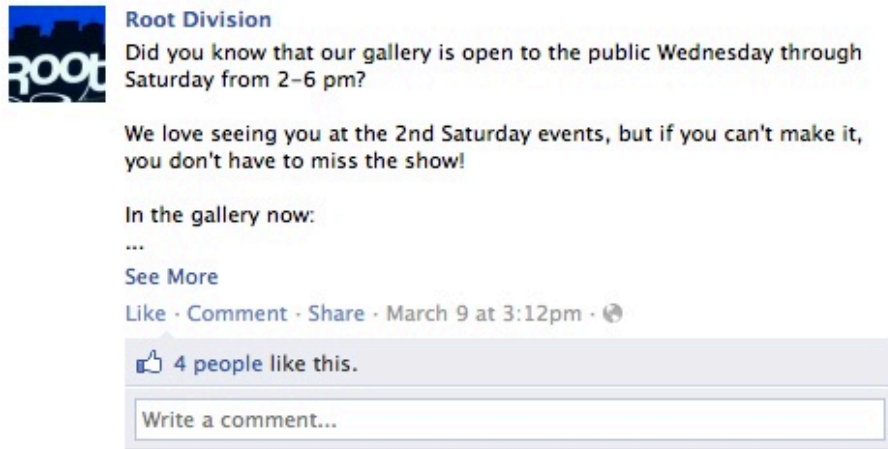 ROOt
Root Division
Did you know that our gallery is open to the public Wednesday through
Saturday from 2-6 pm?
We love seeing you at the 2nd Saturday events, but if you can't make it,
you don't have to miss the show!
In the gallery now:
...
See More
Like · Comment · Share · March 9 at 3:12pm ·
4 people like this.
Write a comment...